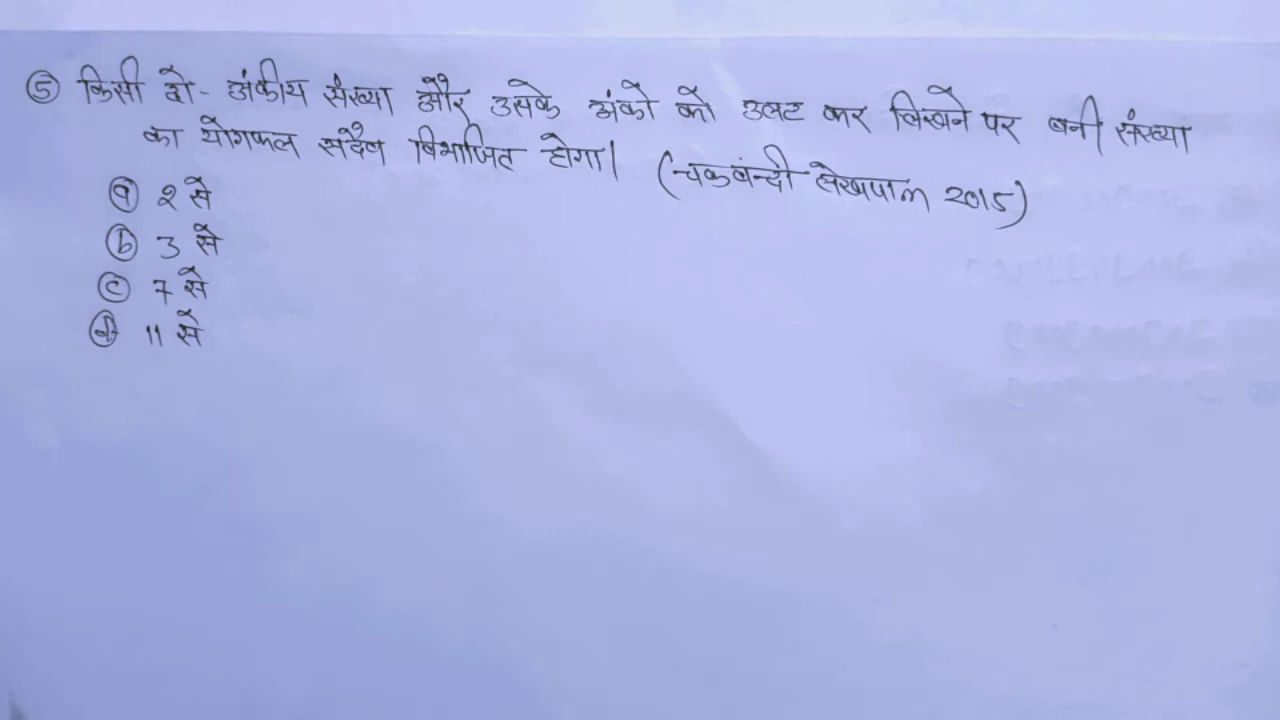 ⑤ किसी दो - अंकीय संख्या और उसके अंको को उलट कर लिखने पर बनी संख्या
का योगफल सदैव विभाजित होगा। (चकबन्दी लेखपाल 2015)
ⓐ 2 से
ⓑ 3 से
ⓒ 7 से
ⓓ 11 से